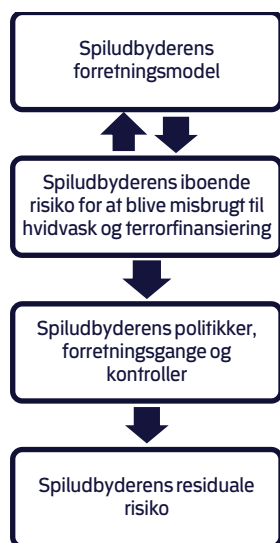 Spiludbyderens
forretningsmodel
Spiludbyderens iboende
risiko for at blive misbrugt til
hvidvask og terrorfinansiering
Spiludbyderens politikker,
forretningsgange og
kontroller
Spiludbyderens residuale
risiko